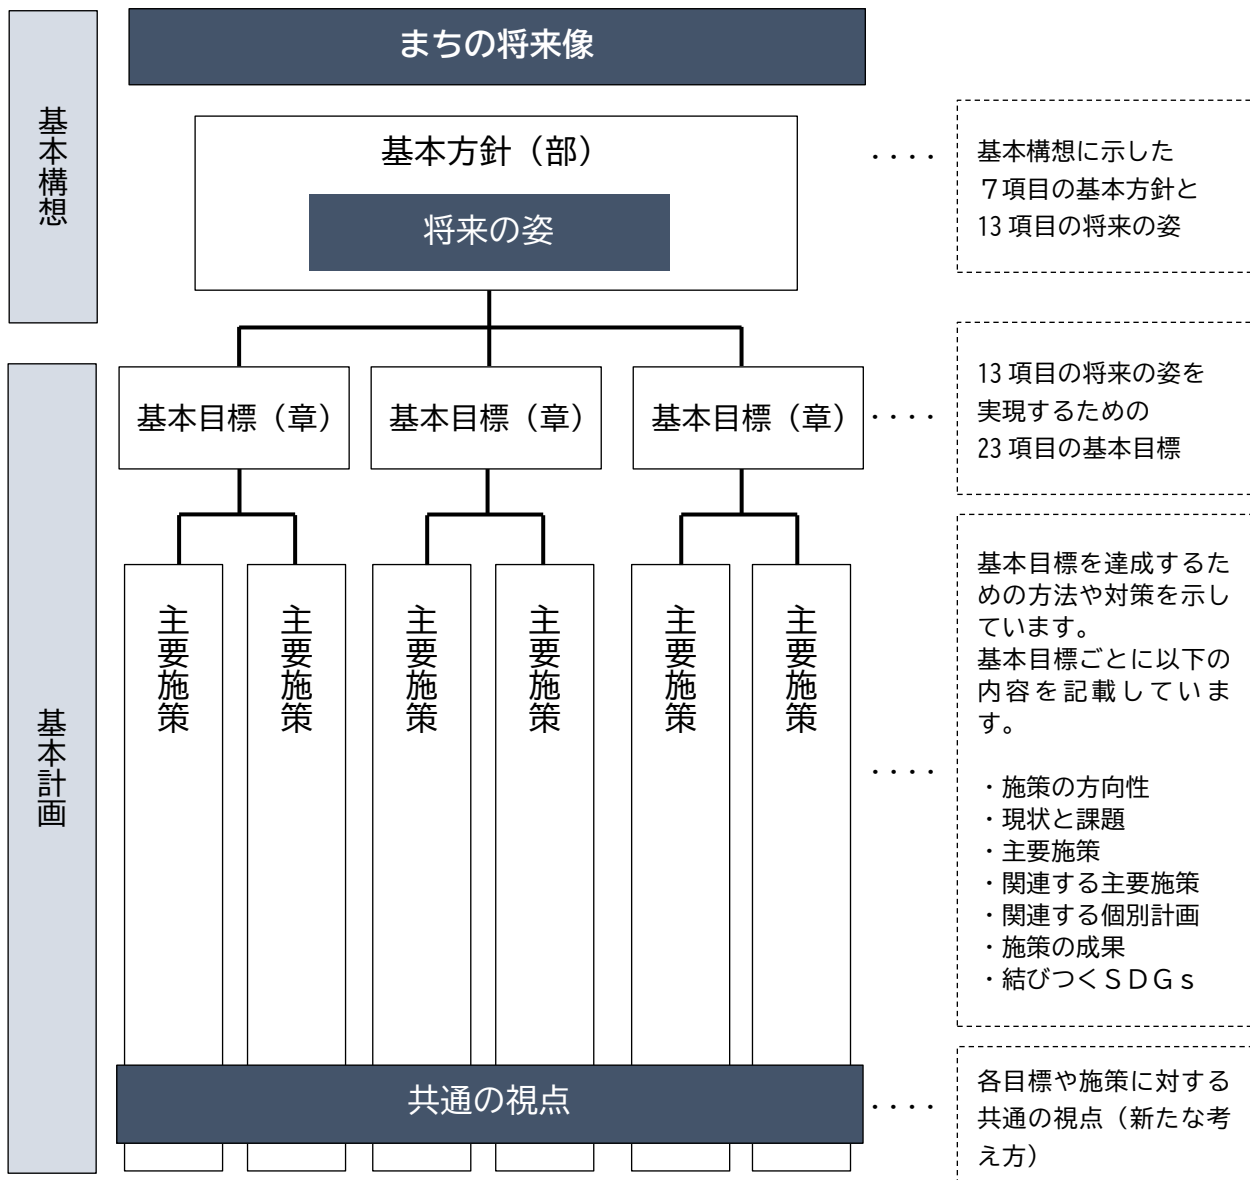 まちの将来像
基本構想
基本方針（部）
将来の姿
････
基本構想に示した
７項目の基本方針と
13 項目の将来の姿
基本計画
基本目標（章）
基本目標（章）
基本目標（章）
････
13 項目の将来の姿を
実現するための
23 項目の基本目標
主要施策
主要施策
主要施策
主要施策
主要施策
主要施策
････
基本目標を達成するた
めの方法や対策を示し
ています。
基本目標ごとに以下の
内容を記載していま
す。
・施策の方向性
・現状と課題
・主要施策
・関連する主要施策
・関連する個別計画
・施策の成果
・結びつくＳＤＧｓ
共通の視点
････
各目標や施策に対する
共通の視点（新たな考
え方）